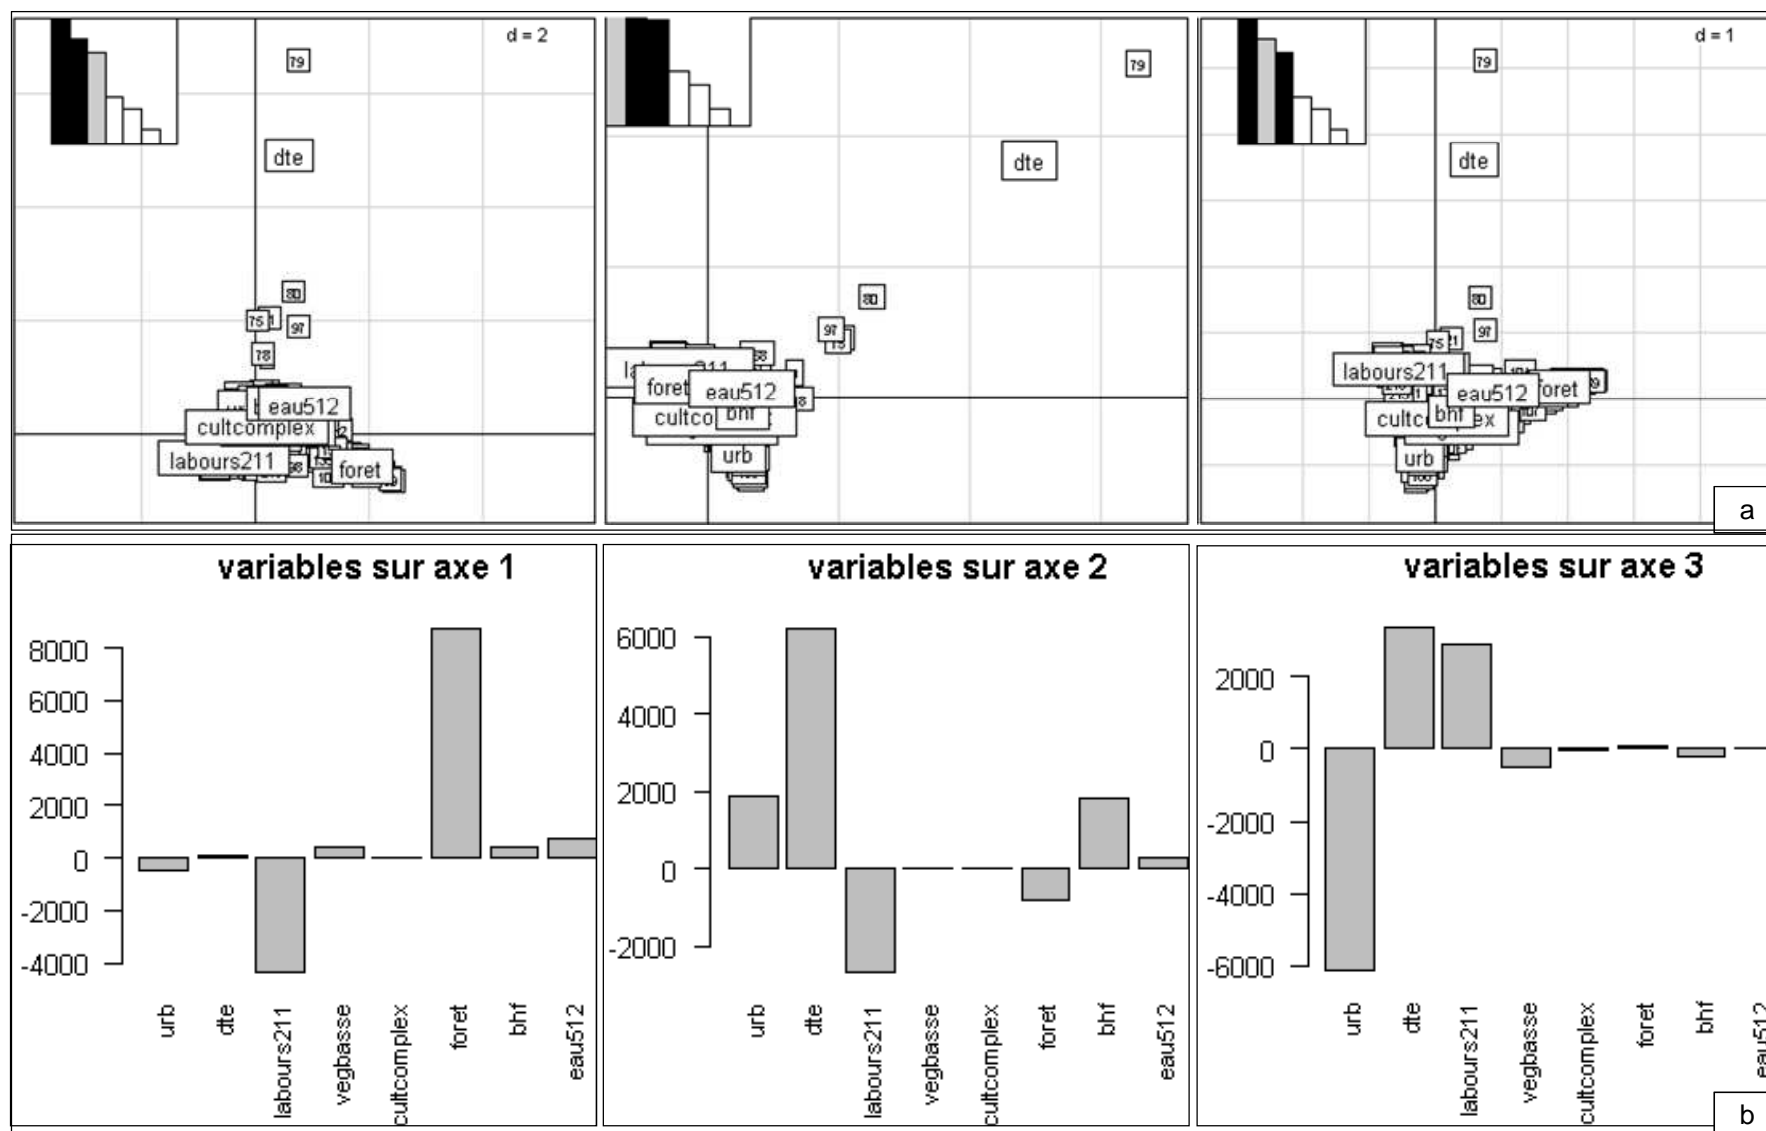 d = 2
79
dte
80
75
97
78
eau512
cultcomplex
labours211
98
foret
79
dte
80
97
75
foret
eau512
bhf
urb
d = 1
79
dte
80
97
75
labours211
eau512
foret
bhf
urb
a
variables sur axe 1
8000
6000
4000
2000
0
-2000
-4000
urb
dte
labours211
vegbasse
cultcomplex
foret
bhf
eau512
variables sur axe 2
6000
4000
2000
0
-2000
urb
dte
labours211
vegbasse
cultcomplex
foret
bhf
eau512
variables sur axe 3
2000
0
-2000
-4000
-6000
urb
dte
labours211
vegbasse
cultcomplex
foret
bhf
eau512
b